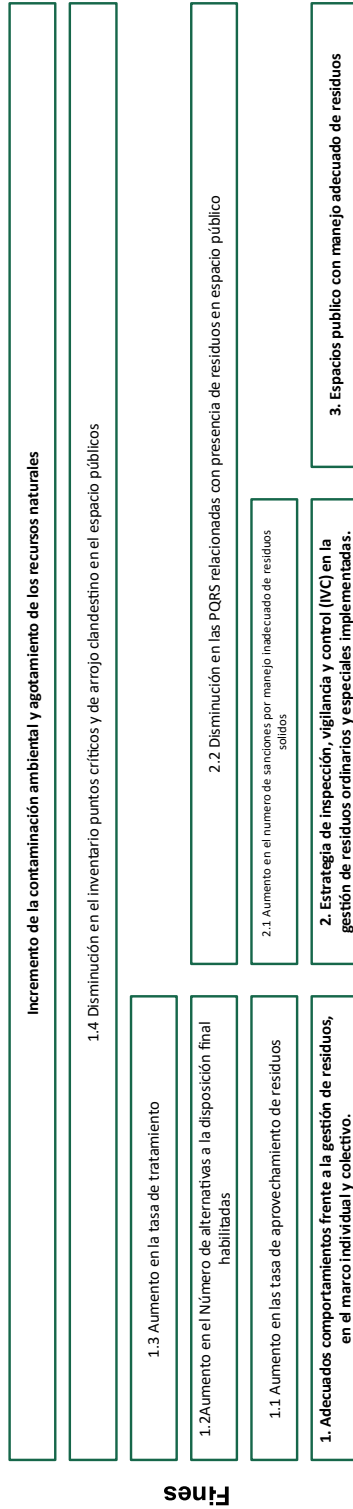 Incremento de la contaminación ambiental y agotamiento de los recursos naturales
1.4 Disminución en el inventario puntos críticos y de arrojo clandestino en el espacio públicos
1.3 Aumento en la tasa de tratamiento
1.2Aumento en el Número de alternativas a la disposición final
habilitadas
2.2 Disminución en las PQRS relacionadas con presencia de residuos en espacio público
1.1 Aumento en las tasa de aprovechamiento de residuos
2.1 Aumento en el numero de sanciones por manejo inadecuado de residuos
solidos
1. Adecuados comportamientos frente a la gestión de residuos,
en el marco individual y colectivo.
2. Estrategia de inspección, vigilancia y control (IVC) en la
gestión de residuos ordinarios y especiales implementadas.
3. Espacios publico con manejo adecuado de residuos
Fines